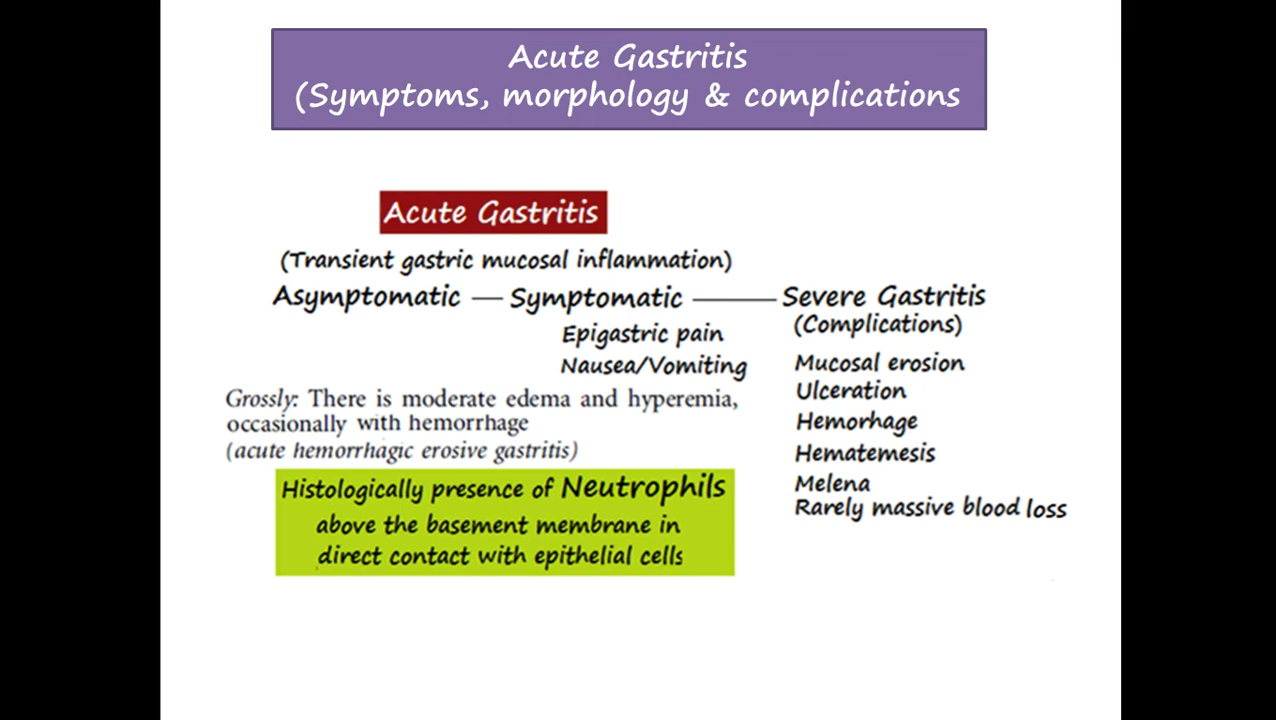 Acute Gastritis
(Symptoms, morphology & complications
Acute Gastritis
(Transient gastric mucosal inflammation)
Asymptomatic — Symptomatic —— Severe Gastritis
(Complications)
Epigastric pain
Nausea/Vomiting
Mucosal erosion
Ulceration
Hemorhage
Hematemesis
Melena
Rarely massive blood loss
Grossly: There is moderate edema and hyperemia,
occasionally with hemorrhage
(acute hemorrhagic erosive gastritis)
Histologically presence of Neutrophils
above the basement membrane in
direct contact with epithelial cells